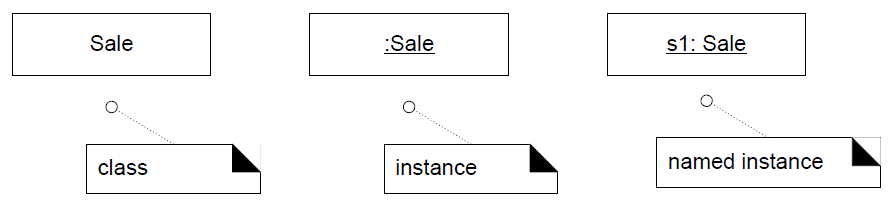 Sale
:Sale
s1: Sale
class
instance
named instance